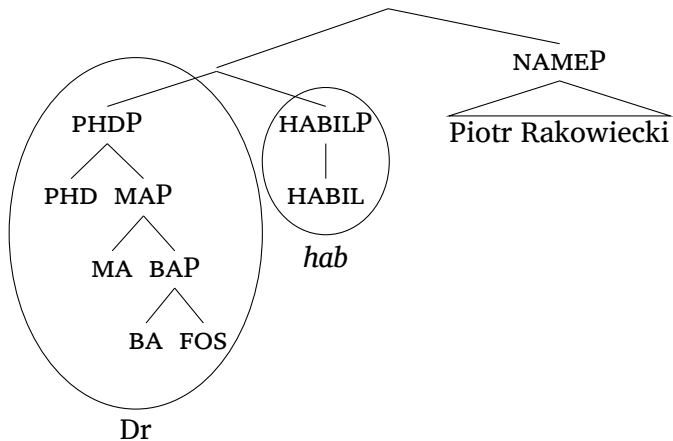 NAMEP
PHDP HABILP Piotr Rakowiecki
PHD MAP HABIL
MA BAP hab
BA FOS
Dr